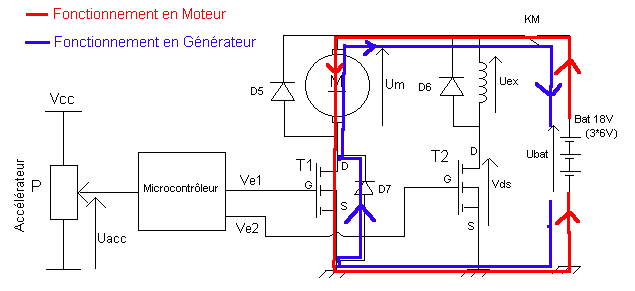 Fonctionnement en Moteur
KM
Fonctionnement en Générateur
D5
M
Um
D6
Uex
Vcc
Bat 18V
(3*6V)
Accélérateur
P
T1
D
T2
D
Ubat
Microcontrôleur
Ve1
G
D7
G
Vds
Uacc
Ve2
S
S